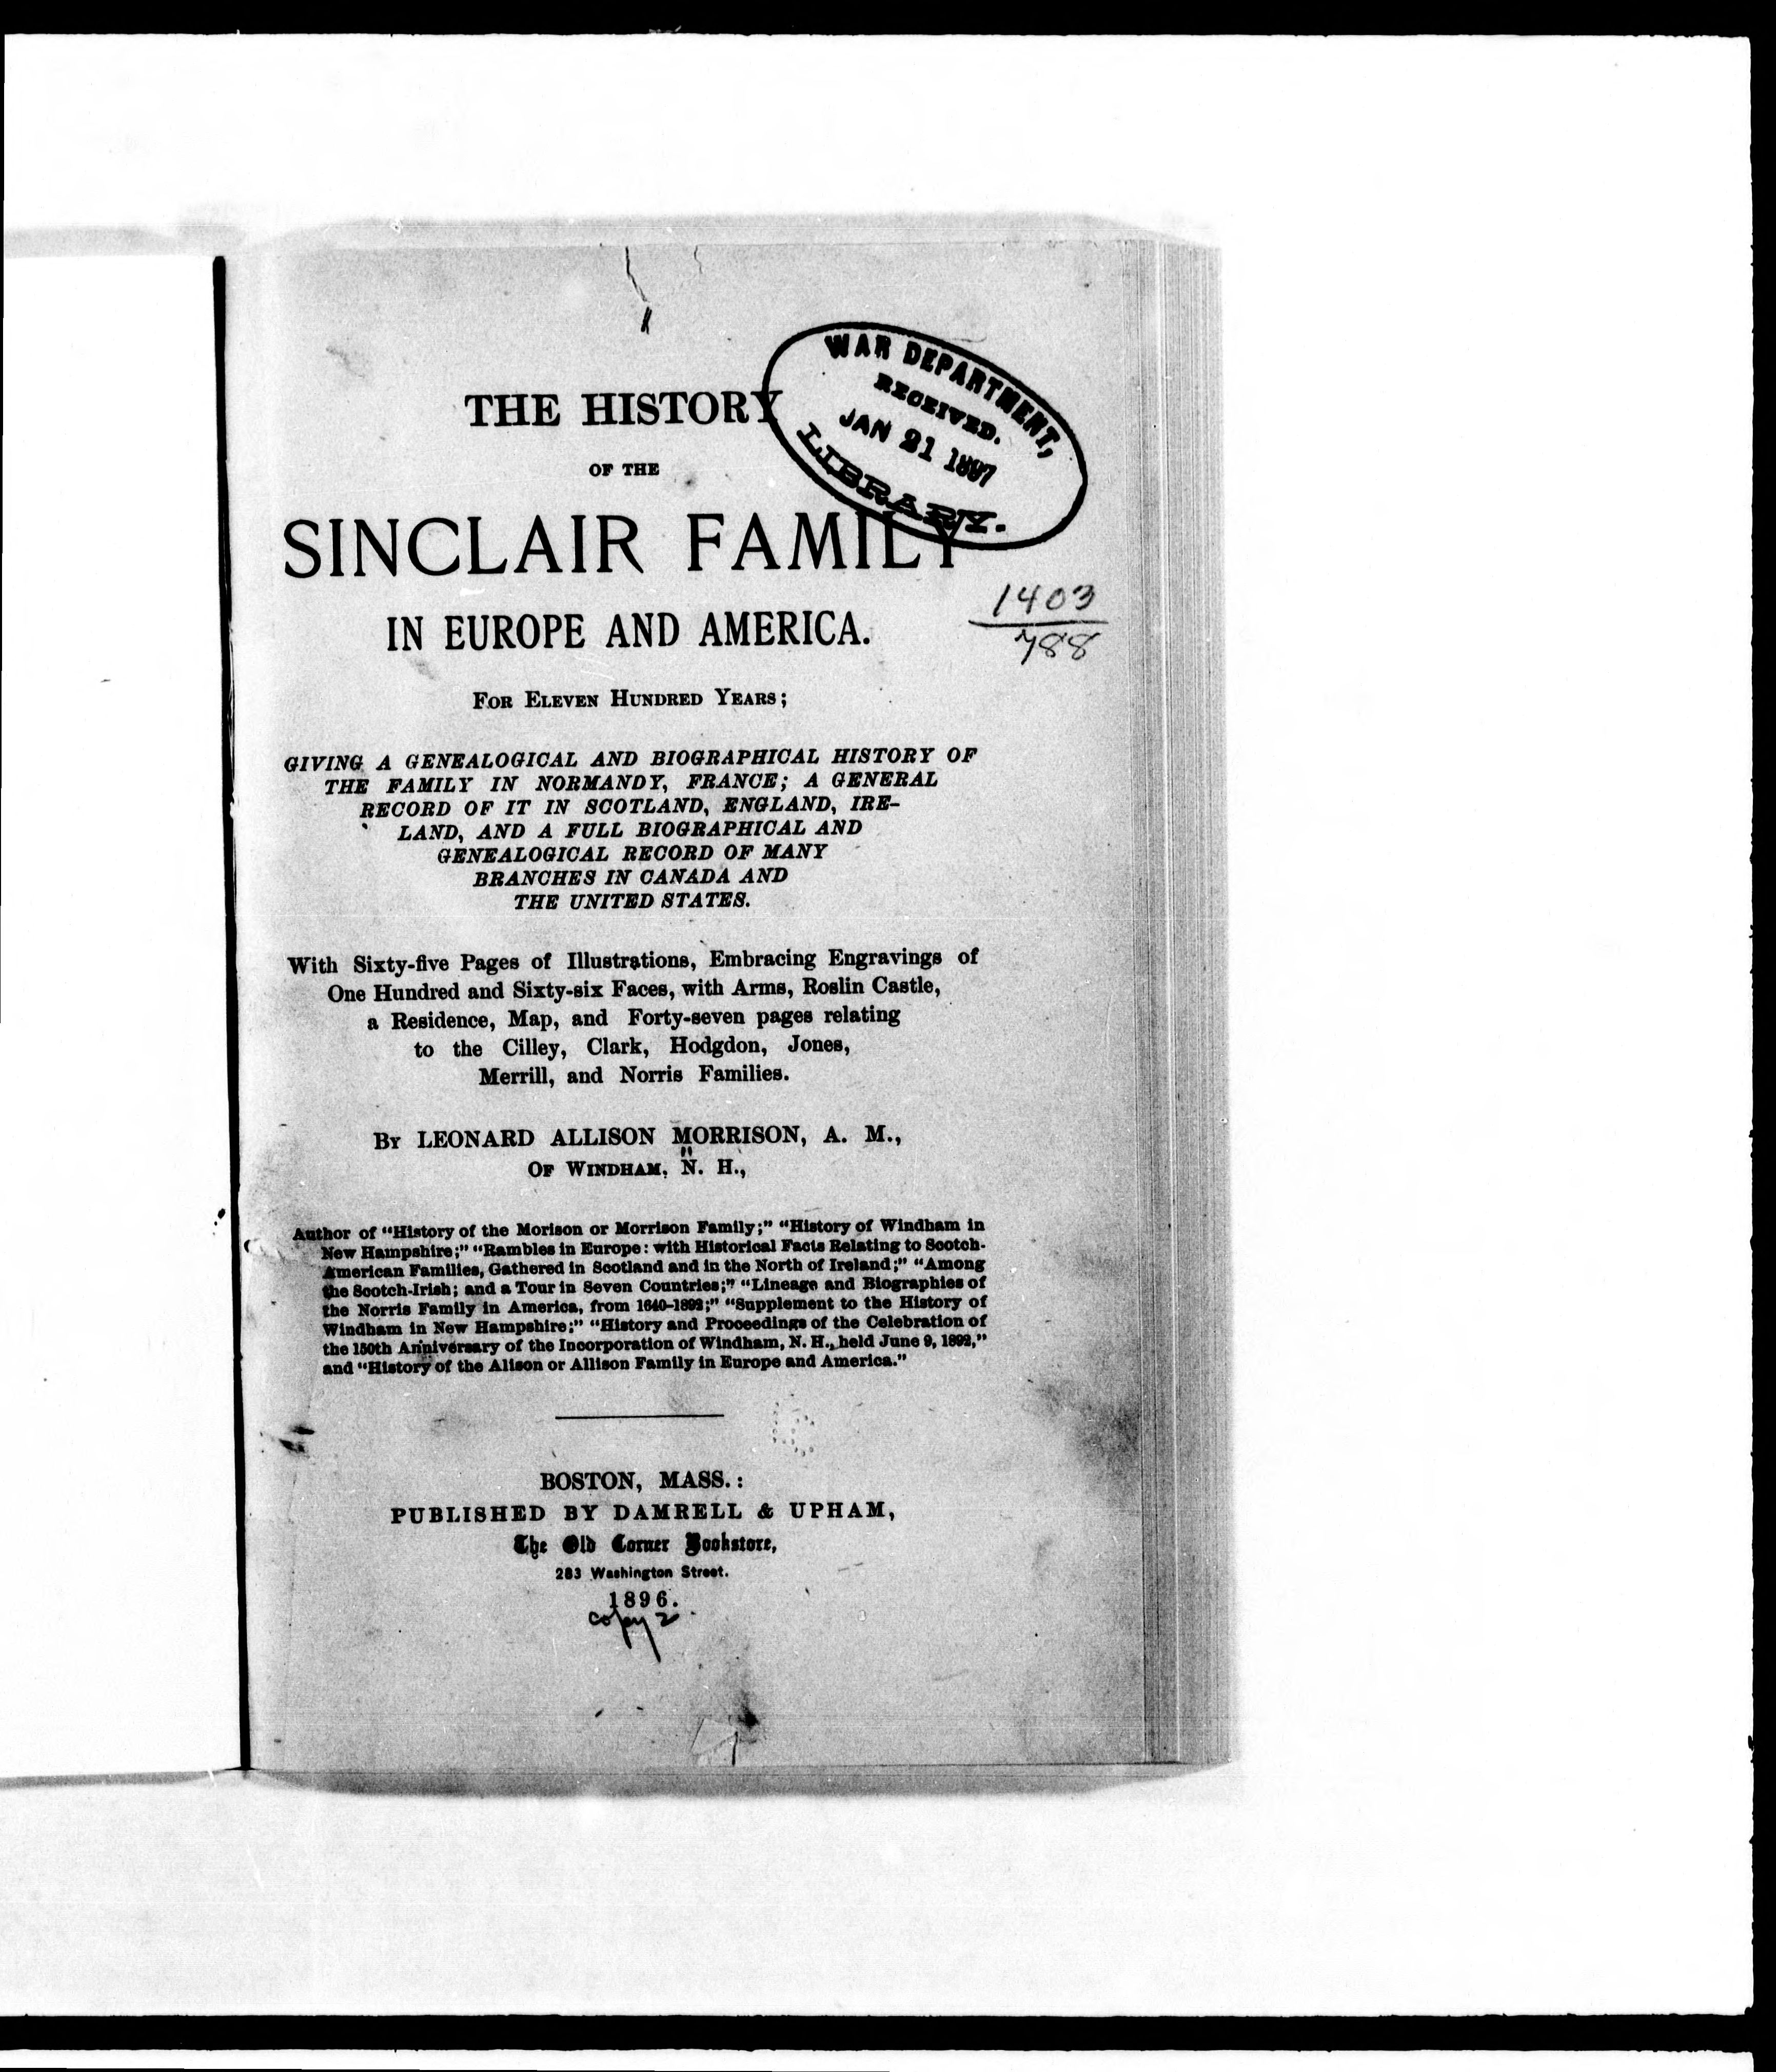 WAR DEPARTMENT,
RECEIVED.
JAN 21 1897
LIBRARY.
THE HISTORY
OF THE
SINCLAIR FAMILY
IN EUROPE AND AMERICA.
1403
788
FOR ELEVEN HUNDRED YEARS;
GIVING A GENEALOGICAL AND BIOGRAPHICAL HISTORY OF
THE FAMILY IN NORMANDY, FRANCE; A GENERAL
RECORD OF IT IN SCOTLAND, ENGLAND, IRE-
LAND, AND A FULL BIOGRAPHICAL AND
GENEALOGICAL RECORD OF MANY
BRANCHES IN CANADA AND
THE UNITED STATES.
With Sixty-five Pages of Illustrations, Embracing Engravings of
One Hundred and Sixty-six Faces, with Arms, Roslin Castle,
a Residence, Map, and Forty-seven pages relating
to the Cilley, Clark, Hodgdon, Jones,
Merrill, and Norris Families.
BY LEONARD ALLISON MORRISON, A. M.,
OF WINDHAM, N. H.,
Author of "History of the Morison or Morrison Family;" "History of Windham in
New Hampshire;" "Rambles in Europe: with Historical Facts Relating to Scotch-
American Families, Gathered in Scotland and in the North of Ireland;" "Among
the Scotch-Irish; and a Tour in Seven Countries;" "Lineage and Biographies of
the Norris Family in America, from 1640-1892;" "Supplement to the History of
Windham in New Hampshire;" "History and Proceedings of the Celebration of
the 150th Anniversary of the Incorporation of Windham, N. H., held June 9, 1892,"
and "History of the Alison or Allison Family in Europe and America."
BOSTON, MASS.:
PUBLISHED BY DAMRELL & UPHAM,
The Old Corner Bookstore,
283 Washington Street.
1896.
copy 2